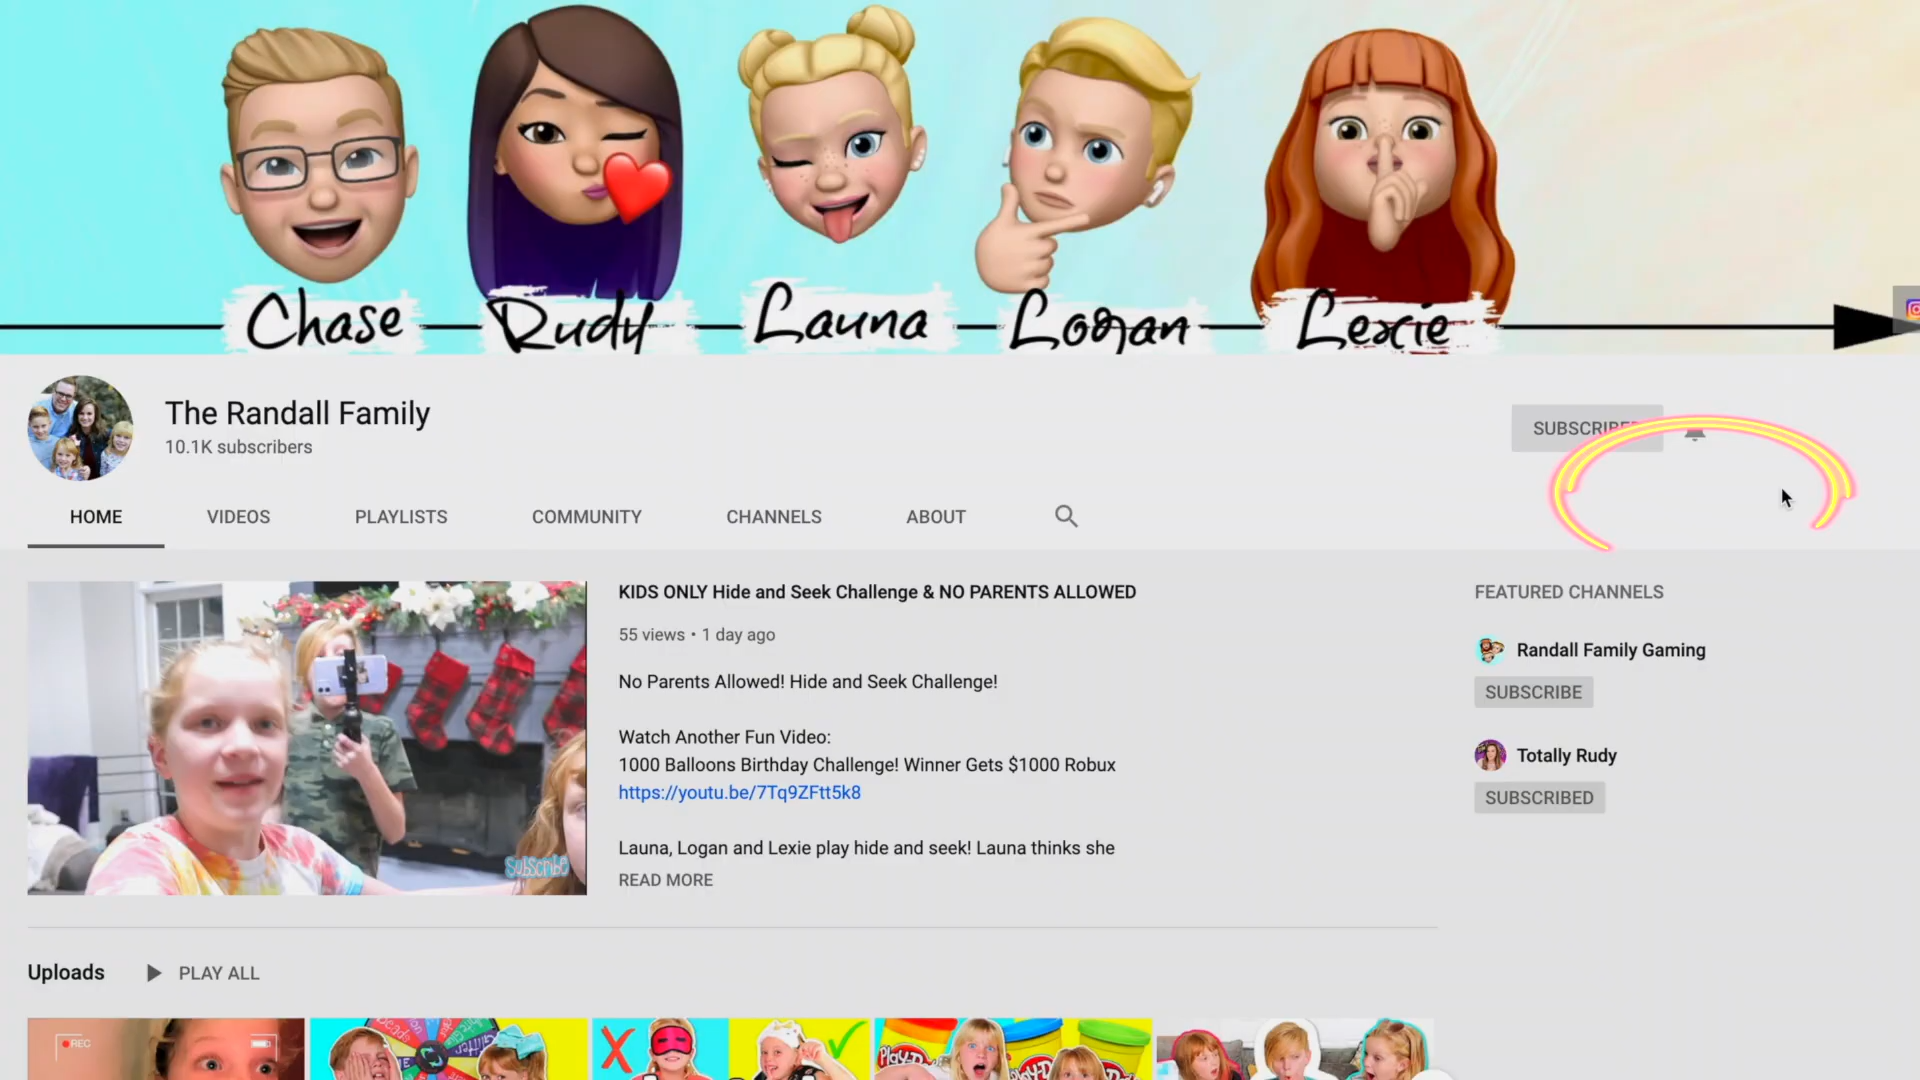 Chase Rudy Launa Logan Lexie
The Randall Family
10.1K subscribers
SUBSCRIBED
HOME VIDEOS PLAYLISTS COMMUNITY CHANNELS ABOUT
KIDS ONLY Hide and Seek Challenge & NO PARENTS ALLOWED
55 views • 1 day ago
No Parents Allowed! Hide and Seek Challenge!
Watch Another Fun Video:
1000 Balloons Birthday Challenge! Winner Gets $1000 Robux
https://youtu.be/7Tq9ZFtt5k8
Launa, Logan and Lexie play hide and seek! Launa thinks she
READ MORE
Subscribe
FEATURED CHANNELS
Randall Family Gaming
SUBSCRIBE
Totally Rudy
SUBSCRIBED
Uploads PLAY ALL
REC
Play-D